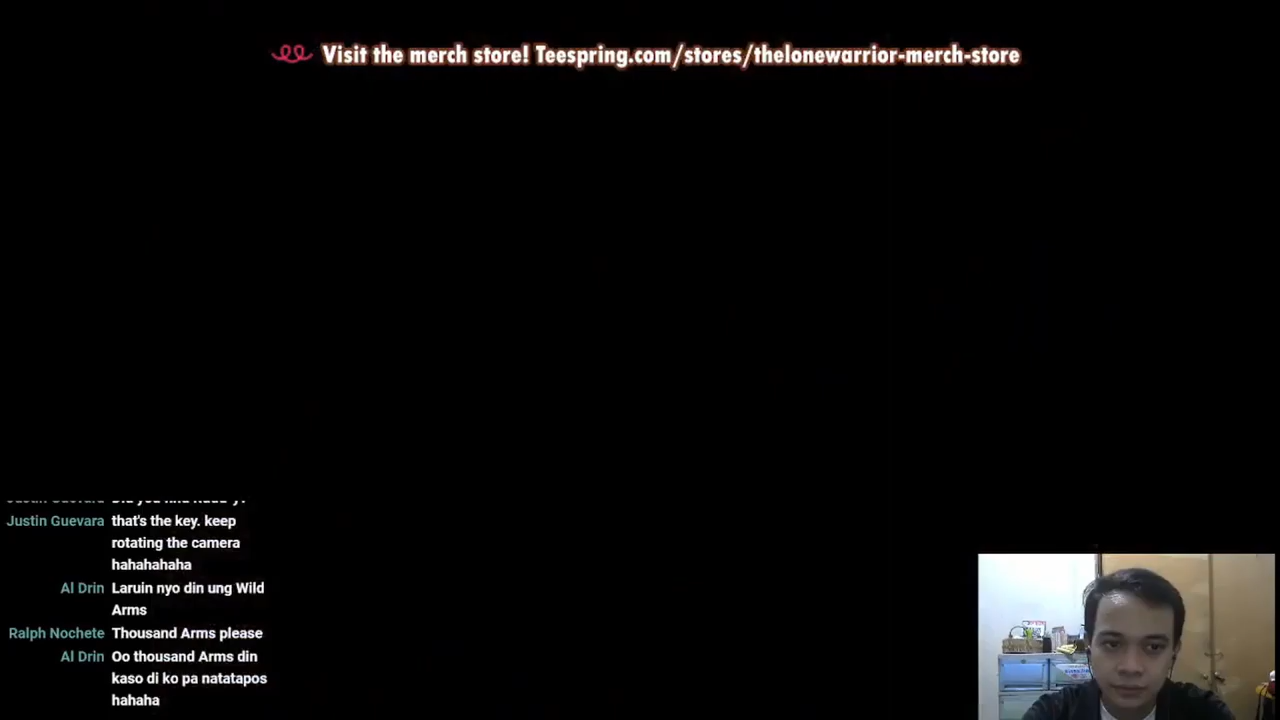 Visit the merch store! Teespring.com/stores/thelonewarrior-merch-store
Justin Guevara that's the key. keep
rotating the camera
hahahahaha
Al Drin Laruin nyo din ung Wild
Arms
Ralph Nochete Thousand Arms please
Al Drin Oo thousand Arms din
kaso di ko pa natatapos
hahaha